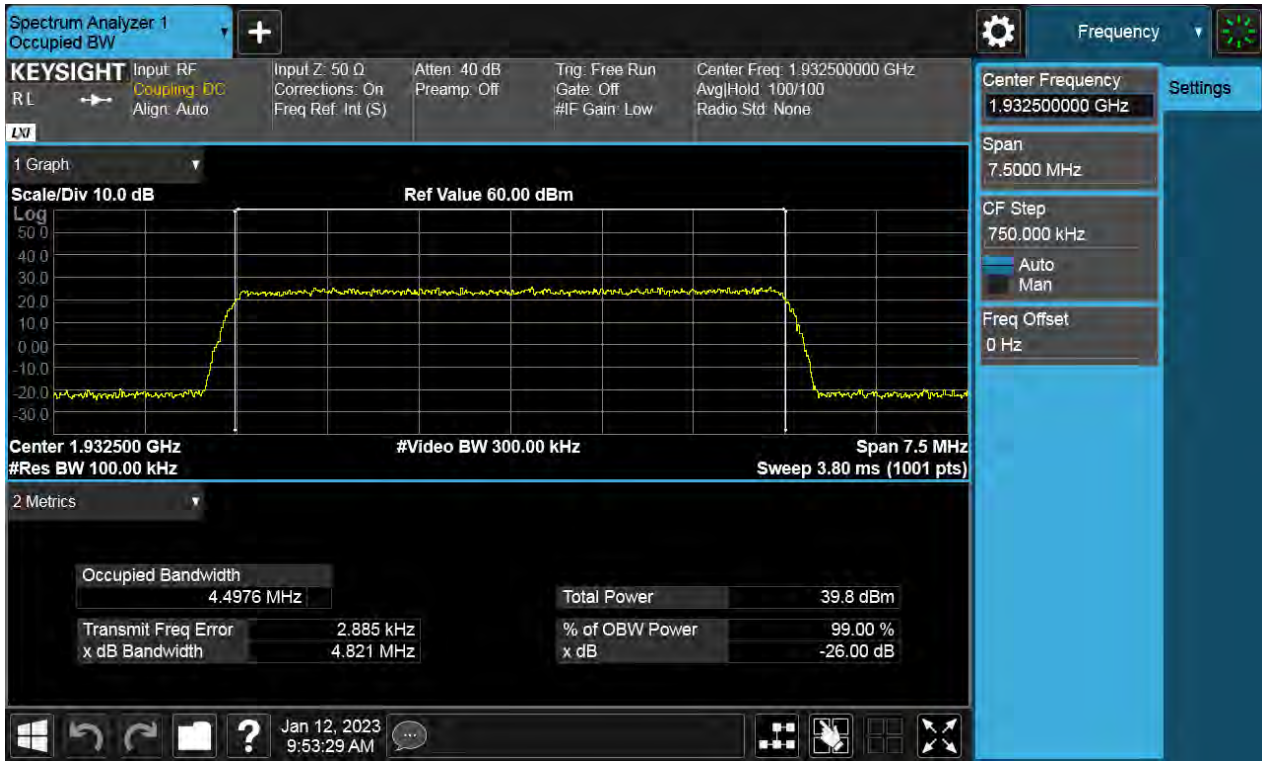 Spectrum Analyzer 1
Occupied BW
+
Frequency
KEYSIGHT
RL
LXI
Input: RF
Coupling: DC
Align: Auto
Input Z: 50 Ω
Corrections: On
Freq Ref: Int (S)
Atten: 40 dB
Preamp: Off
Trig: Free Run
Gate: Off
#IF Gain: Low
Center Freq: 1.932500000 GHz
Avg|Hold: 100/100
Radio Std: None
Center Frequency
1.932500000 GHz
Settings
Span
7.5000 MHz
CF Step
750.000 kHz
Auto
Man
Freq Offset
0 Hz
1 Graph
Scale/Div 10.0 dB
Ref Value 60.00 dBm
Log
50.0
40.0
30.0
20.0
10.0
0.00
-10.0
-20.0
-30.0
Center 1.932500 GHz
#Video BW 300.00 kHz
Span 7.5 MHz
#Res BW 100.00 kHz
Sweep 3.80 ms (1001 pts)
2 Metrics
Occupied Bandwidth
4.4976 MHz
Total Power 39.8 dBm
Transmit Freq Error 2.885 kHz
% of OBW Power 99.00 %
x dB Bandwidth 4.821 MHz
x dB -26.00 dB
?
Jan 12, 2023
9:53:29 AM